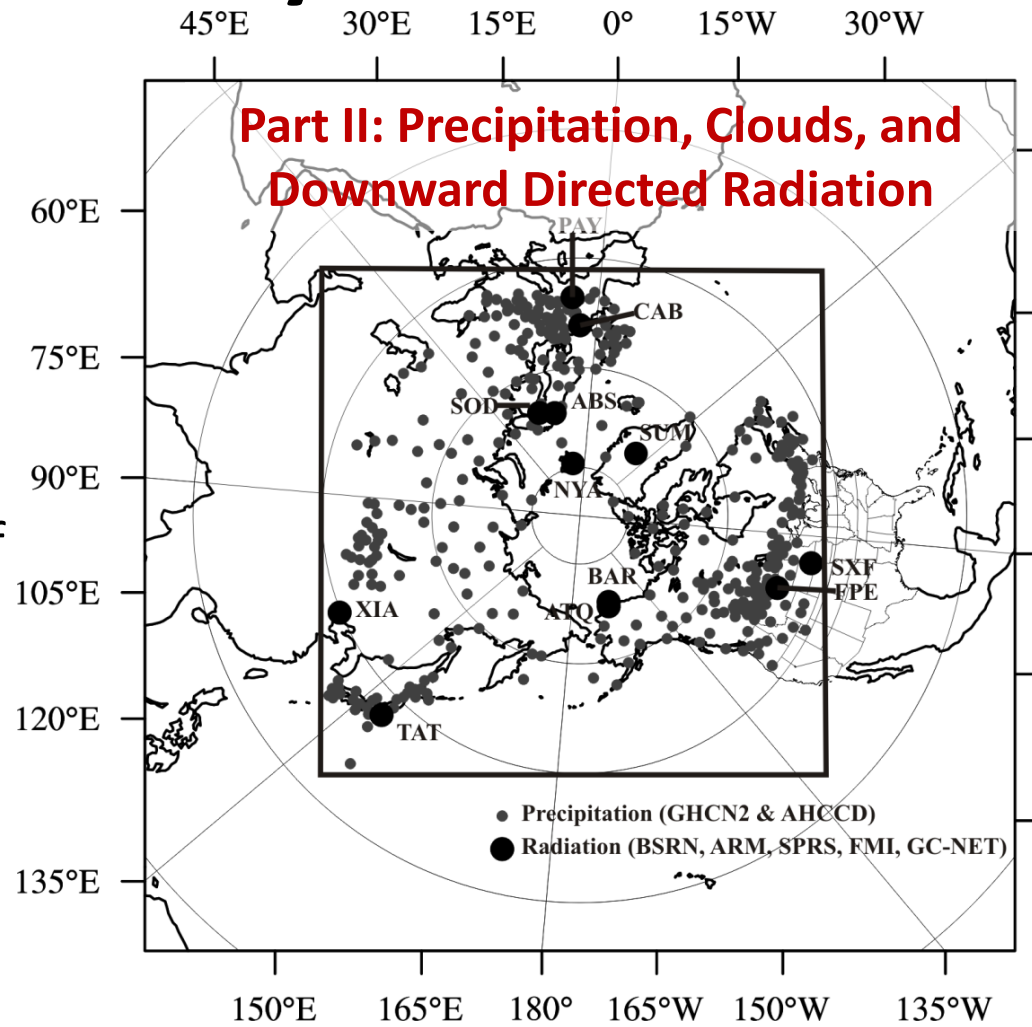 45°E 30°E 15°E 0° 15°W 30°W
Part II: Precipitation, Clouds, and
Downward Directed Radiation
60°E
PAY
CAB
75°E
SOD
ABS
SUM
90°E
NYA
SXF
BAR
FPE
105°E
ATQ
XIA
120°E
TAT
Precipitation (GHCN2 & AHCCD)
Radiation (BSRN, ARM, SPRS, FMI, GC-NET)
135°E
150°E 165°E 180° 165°W 150°W 135°W